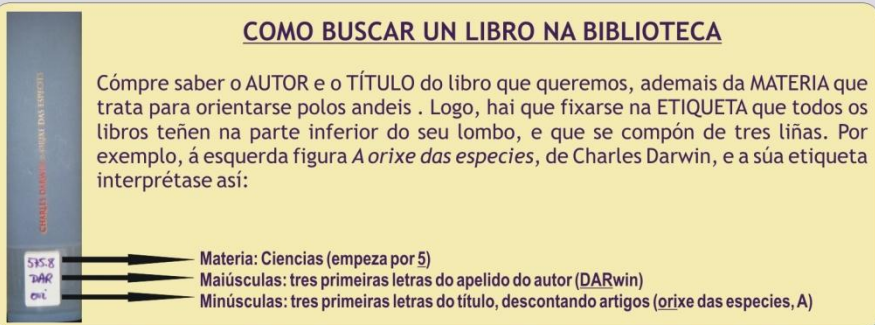 COMO BUSCAR UN LIBRO NA BIBLIOTECA
Cómpre saber o AUTOR e o TÍTULO do libro que queremos, ademais da MATERIA que
trata para orientarse polos andeis . Logo, hai que fixarse na ETIQUETA que todos os
libros teñen na parte inferior do seu lombo, e que se compón de tres liñas. Por
exemplo, á esquerda figura A orixe das especies, de Charles Darwin, e a súa etiqueta
interprétase así:
CHARLES DARWIN A ORIXE DAS ESPECIES
575.8
DAR
ori
Materia: Ciencias (empeza por 5)
Maiúsculas: tres primeiras letras do apelido do autor (DARwin)
Minúsculas: tres primeiras letras do título, descontando artigos (orixe das especies, A)